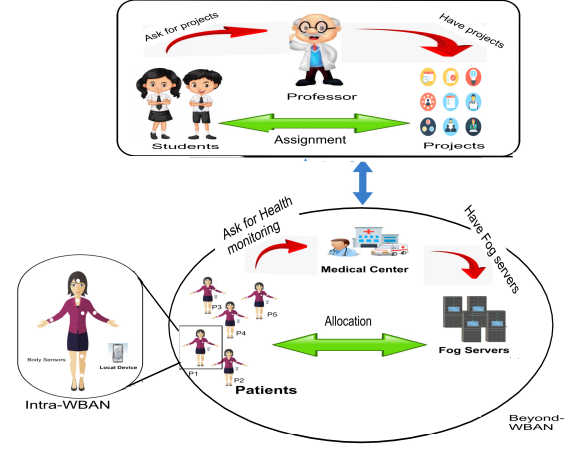 Ask for projects
Have projects
Professor
Assignment
Students
Projects
Ask for Health
monitoring
Have Fog servers
Medical Center
P3
P5
P4
Allocation
Body Sensors
Local Device
Fog Servers
P1
P2
Patients
Intra-WBAN
Beyond-
WBAN